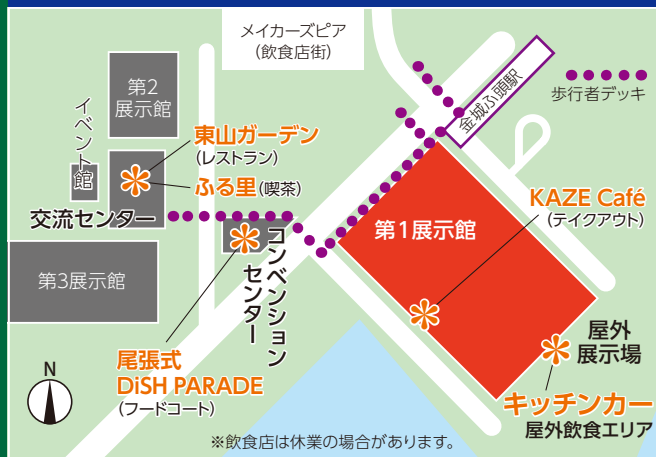 メイカーズピア
(飲食店街)
金城ふ頭駅
歩行者デッキ
第2
展示館
イベント館
東山ガーデン
(レストラン)
ふる里(喫茶)
交流センター
KAZE Café
(テイクアウト)
第1展示館
コンベンション
センター
第3展示館
屋外
展示場
尾張式
DiSH PARADE
(フードコート)
キッチンカー
屋外飲食エリア
N
※飲食店は休業の場合があります。